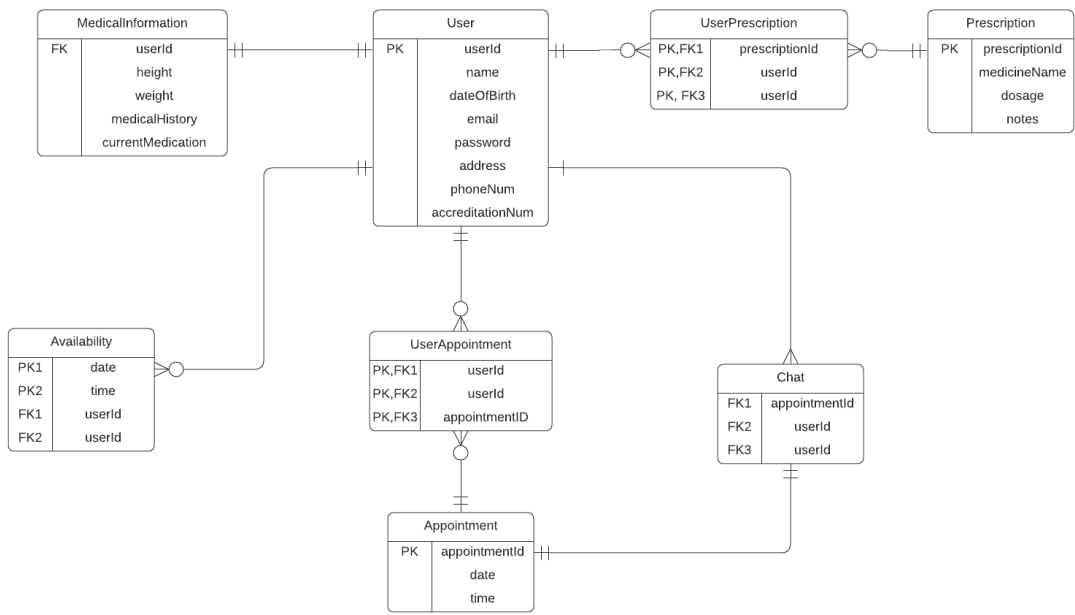 MedicalInformation
FK userId
height
weight
medicalHistory
currentMedication
User
PK userId
name
dateOfBirth
email
password
address
phoneNum
accreditationNum
UserPrescription
PK,FK1 prescriptionId
PK,FK2 userId
PK, FK3 userId
Prescription
PK prescriptionId
medicineName
dosage
notes
Availability
PK1 date
PK2 time
FK1 userId
FK2 userId
UserAppointment
PK,FK1 userId
PK,FK2 userId
PK,FK3 appointmentID
Chat
FK1 appointmentId
FK2 userId
FK3 userId
Appointment
PK appointmentId
date
time